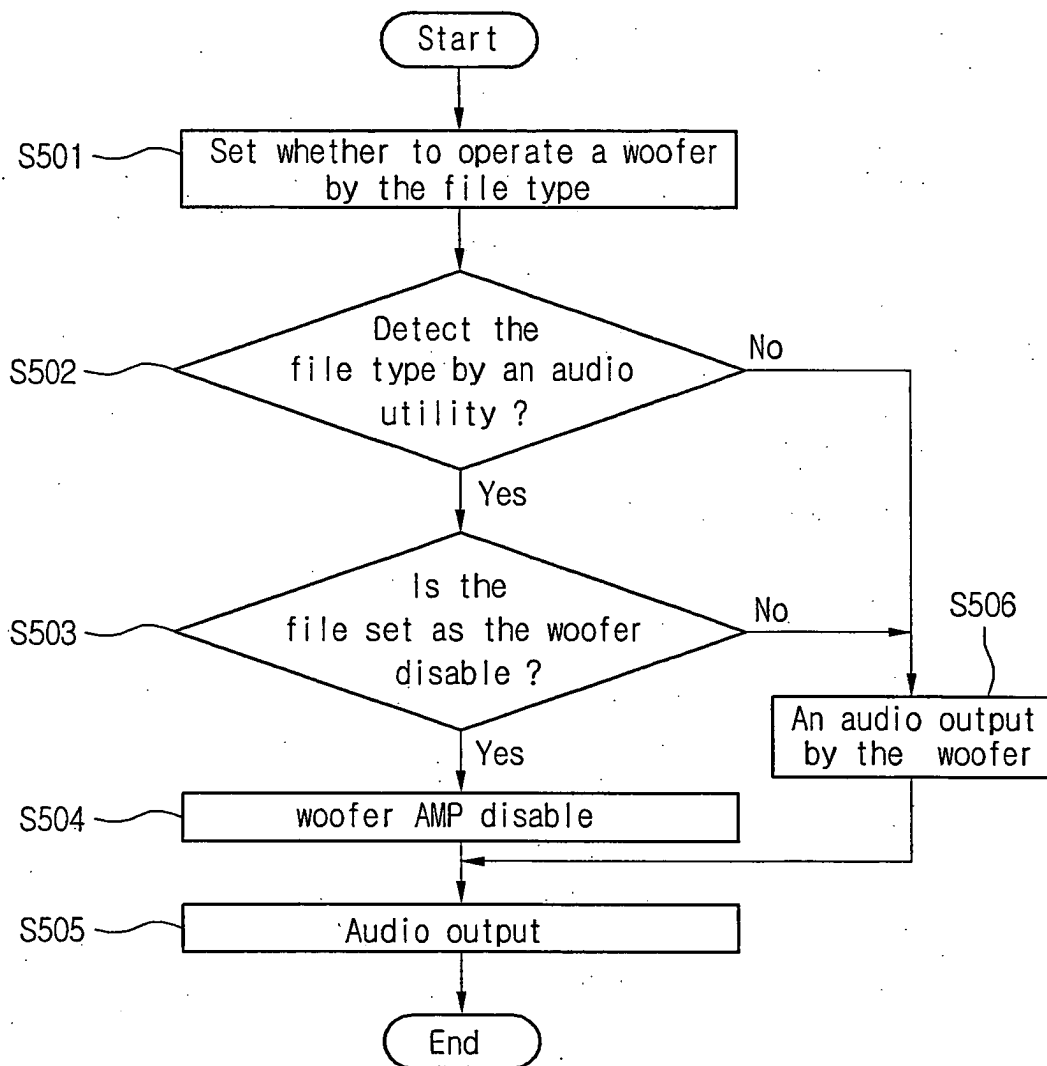 Start
S501
Set whether to operate a woofer
by the file type
S502
Detect the
file type by an audio
utility ?
No
Yes
S503
Is the
file set as the woofer
disable ?
No
S506
An audio output
by the woofer
Yes
S504
woofer AMP disable
S505
Audio output
End